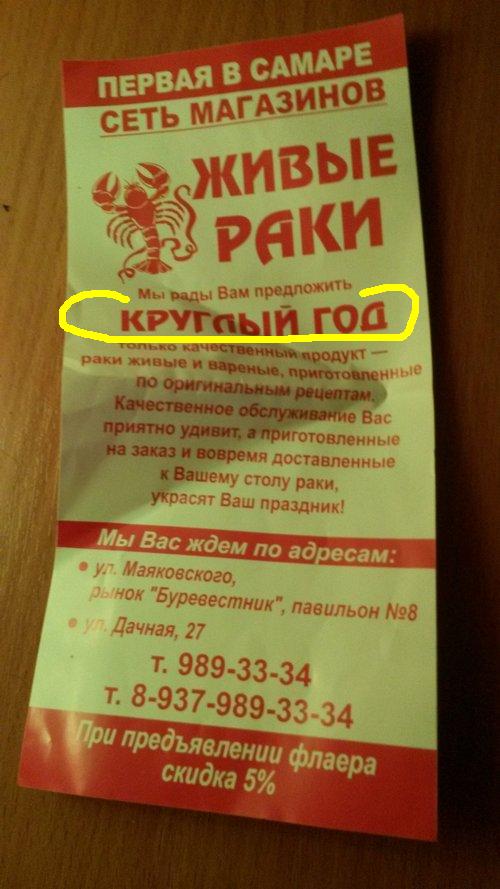 ПЕРВАЯ В САМАРЕ
СЕТЬ МАГАЗИНОВ
ЖИВЫЕ
РАКИ
Мы рады Вам предложить
КРУГЛЫЙ ГОД
только качественный продукт —
раки живые и вареные, приготовленные
по оригинальным рецептам.
Качественное обслуживание Вас
приятно удивит, а приготовленные
на заказ и вовремя доставленные
к Вашему столу раки,
украсят Ваш праздник!
Мы Вас ждем по адресам:
• ул. Маяковского,
рынок "Буревестник", павильон №8
• ул. Дачная, 27
т. 989-33-34
т. 8-937-989-33-34
При предъявлении флаера
скидка 5%